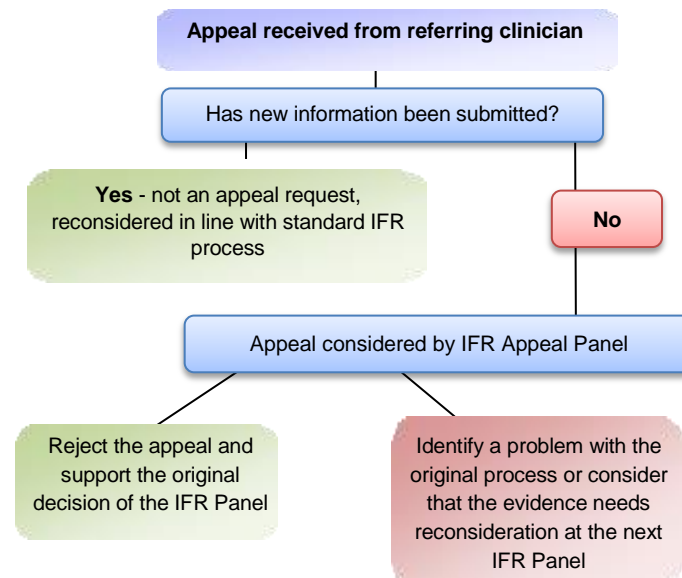 Appeal received from referring clinician
Has new information been submitted?
Yes - not an appeal request,
reconsidered in line with standard IFR
process
No
Appeal considered by IFR Appeal Panel
Reject the appeal and
support the original
decision of the IFR Panel
Identify a problem with the
original process or consider
that the evidence needs
reconsideration at the next
IFR Panel